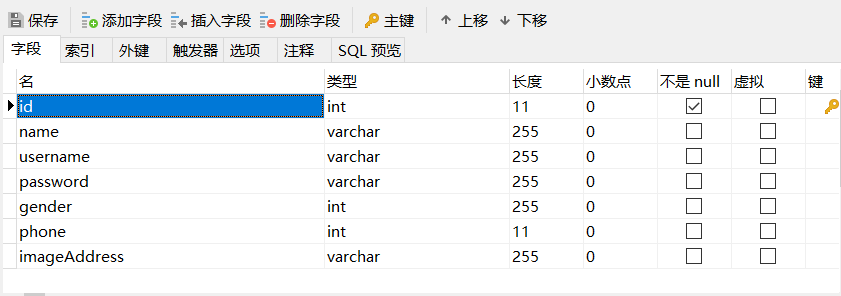 保存 添加字段 插入字段 删除字段 主键 上移 下移
字段 索引 外键 触发器 选项 注释 SQL 预览
名 类型 长度 小数点 不是 null 虚拟 键
id int 11 0
name varchar 255 0
username varchar 255 0
password varchar 255 0
gender int 255 0
phone int 11 0
imageAddress varchar 255 0